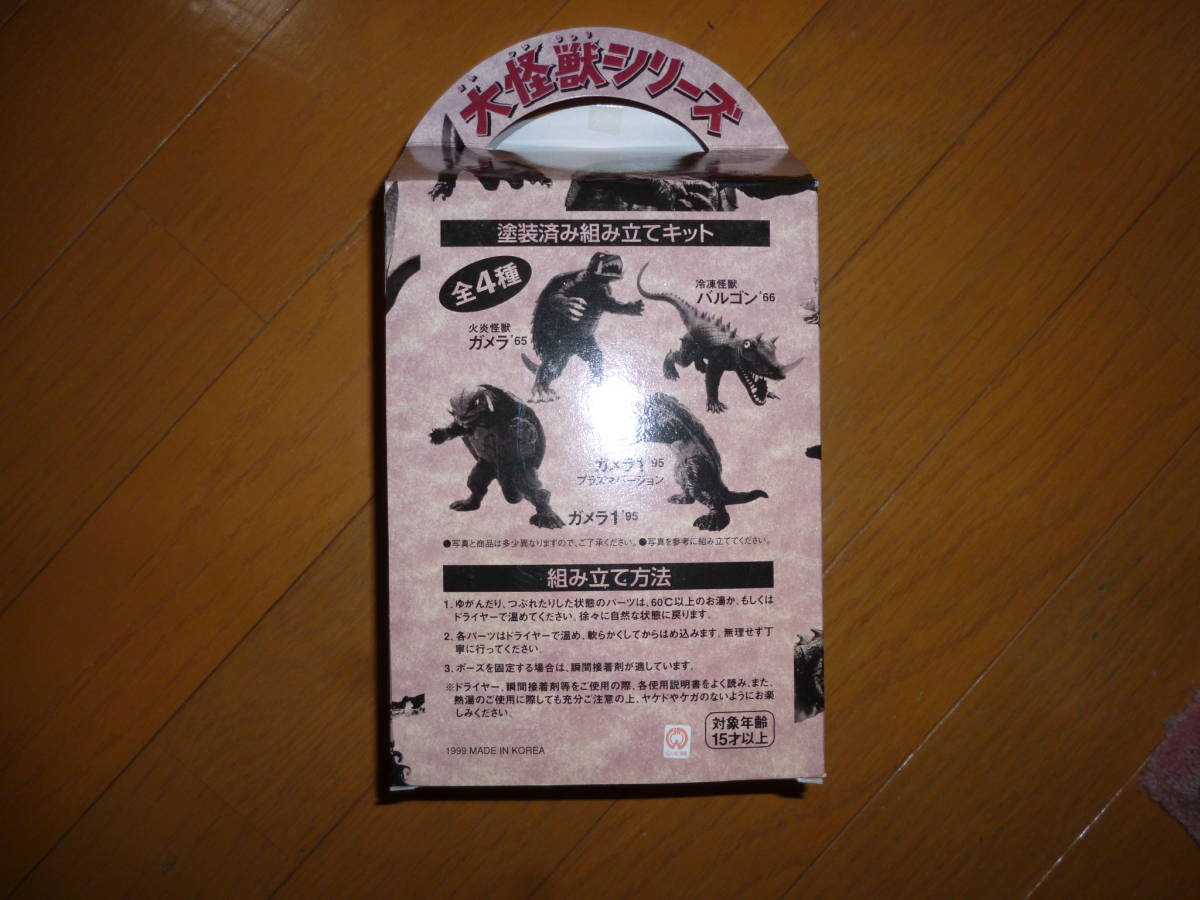 大怪獣シリーズ
塗装済み組み立てキット
全4種
冷凍怪獣
バルゴン'66
火炎怪獣
ガメラ'65
ガメラ1'95
プラズマバージョン
ガメラ1'95
●写真と商品は多少異なりますので、ご了承ください。●写真を参考に組み立ててください。
組み立て方法
1. ゆがんだり、つぶれたりした状態のパーツは、60℃以上のお湯か、もしくは
ドライヤーで温めてください。徐々に自然な状態に戻ります。
2. 各パーツはドライヤーで温め、軟らかくしてからはめ込みます。無理せず丁
寧に行ってください。
3. ポーズを固定する場合は、瞬間接着剤が適しています。
※ドライヤー、瞬間接着剤等をご使用の際、各使用説明書をよく読み、また、
熱湯のご使用に際しても充分ご注意の上、ヤケドやケガのないようにお楽
しみください。
対象年齢
15才以上
1999 MADE IN KOREA